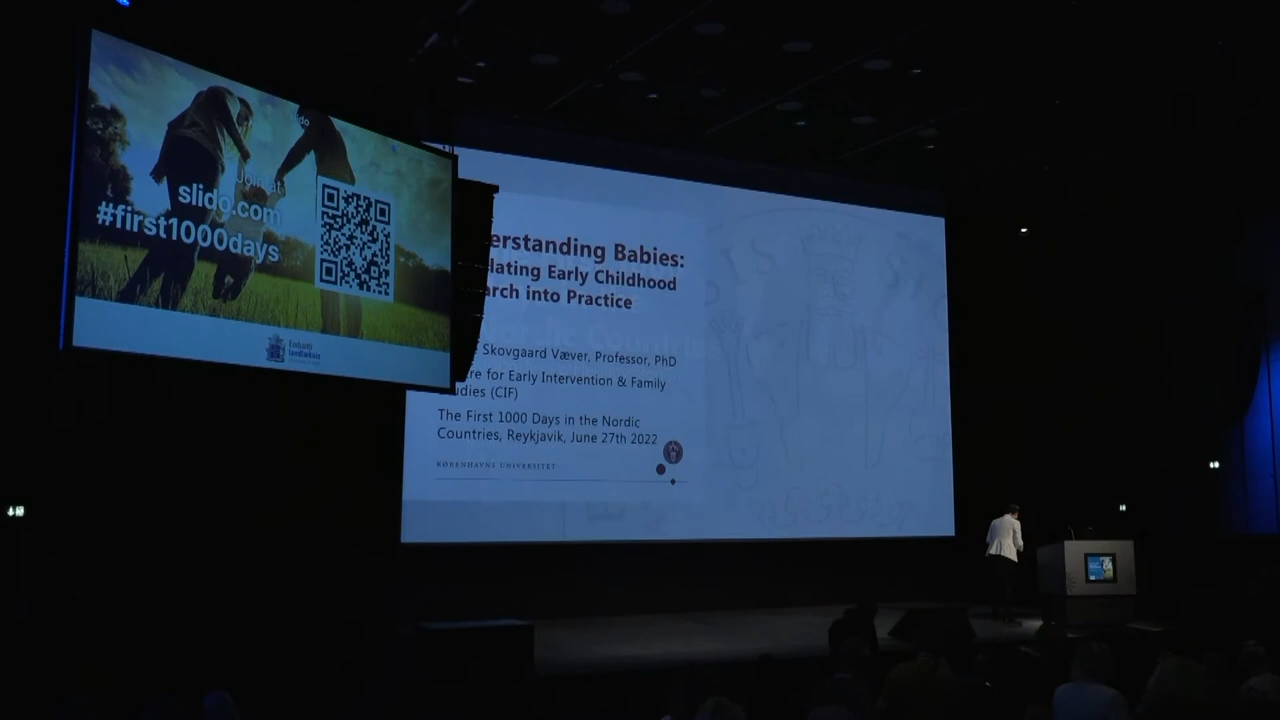 Join at
slido.com
#first1000days
Embætti
landlæknis
erstanding Babies:
lating Early Childhood
arch into Practice
Skovgaard Væver, Professor, PhD
re for Early Intervention & Family
udies (CIF)
The First 1000 Days in the Nordic
Countries, Reykjavik, June 27th 2022
KØBENHAVNS UNIVERSITET